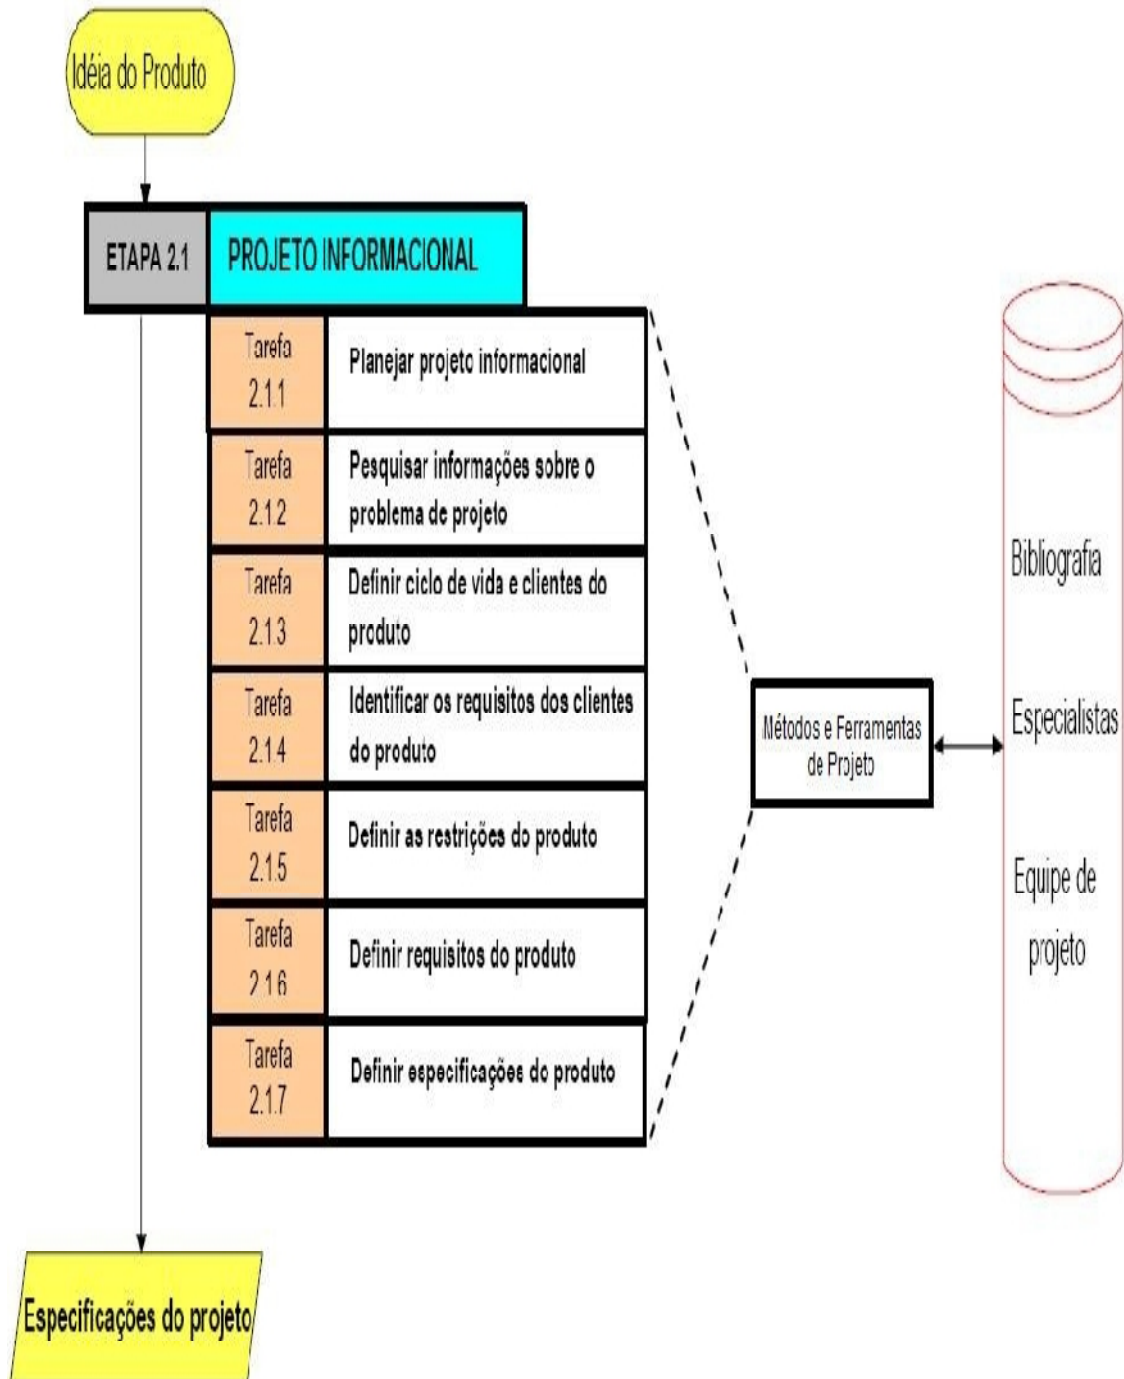 Idéia do Produto
ETAPA 2.1
PROJETO INFORMACIONAL
Tarefa
2.1.1
Planejar projeto informacional
Tarefa
2.1.2
Pesquisar informações sobre o
problema de projeto
Tarefa
2.1.3
Definir ciclo de vida e clientes do
produto
Tarefa
2.1.4
Identificar os requisitos dos clientes
do produto
Tarefa
2.1.5
Definir as restrições do produto
Tarefa
2.1.6
Definir requisitos do produto
Tarefa
2.1.7
Definir especificações do produto
Métodos e Ferramentas
de Projeto
Bibliografia
Especialistas
Equipe de
projeto
Especificações do projeto